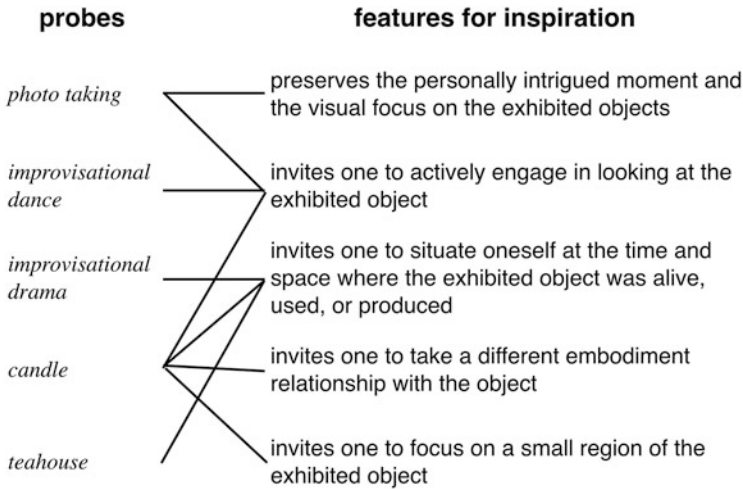 probes
features for inspiration
photo taking
preserves the personally intrigued moment and
the visual focus on the exhibited objects
improvisational
dance
invites one to actively engage in looking at the
exhibited object
improvisational
drama
invites one to situate oneself at the time and
space where the exhibited object was alive,
used, or produced
candle
invites one to take a different embodiment
relationship with the object
teahouse
invites one to focus on a small region of the
exhibited object